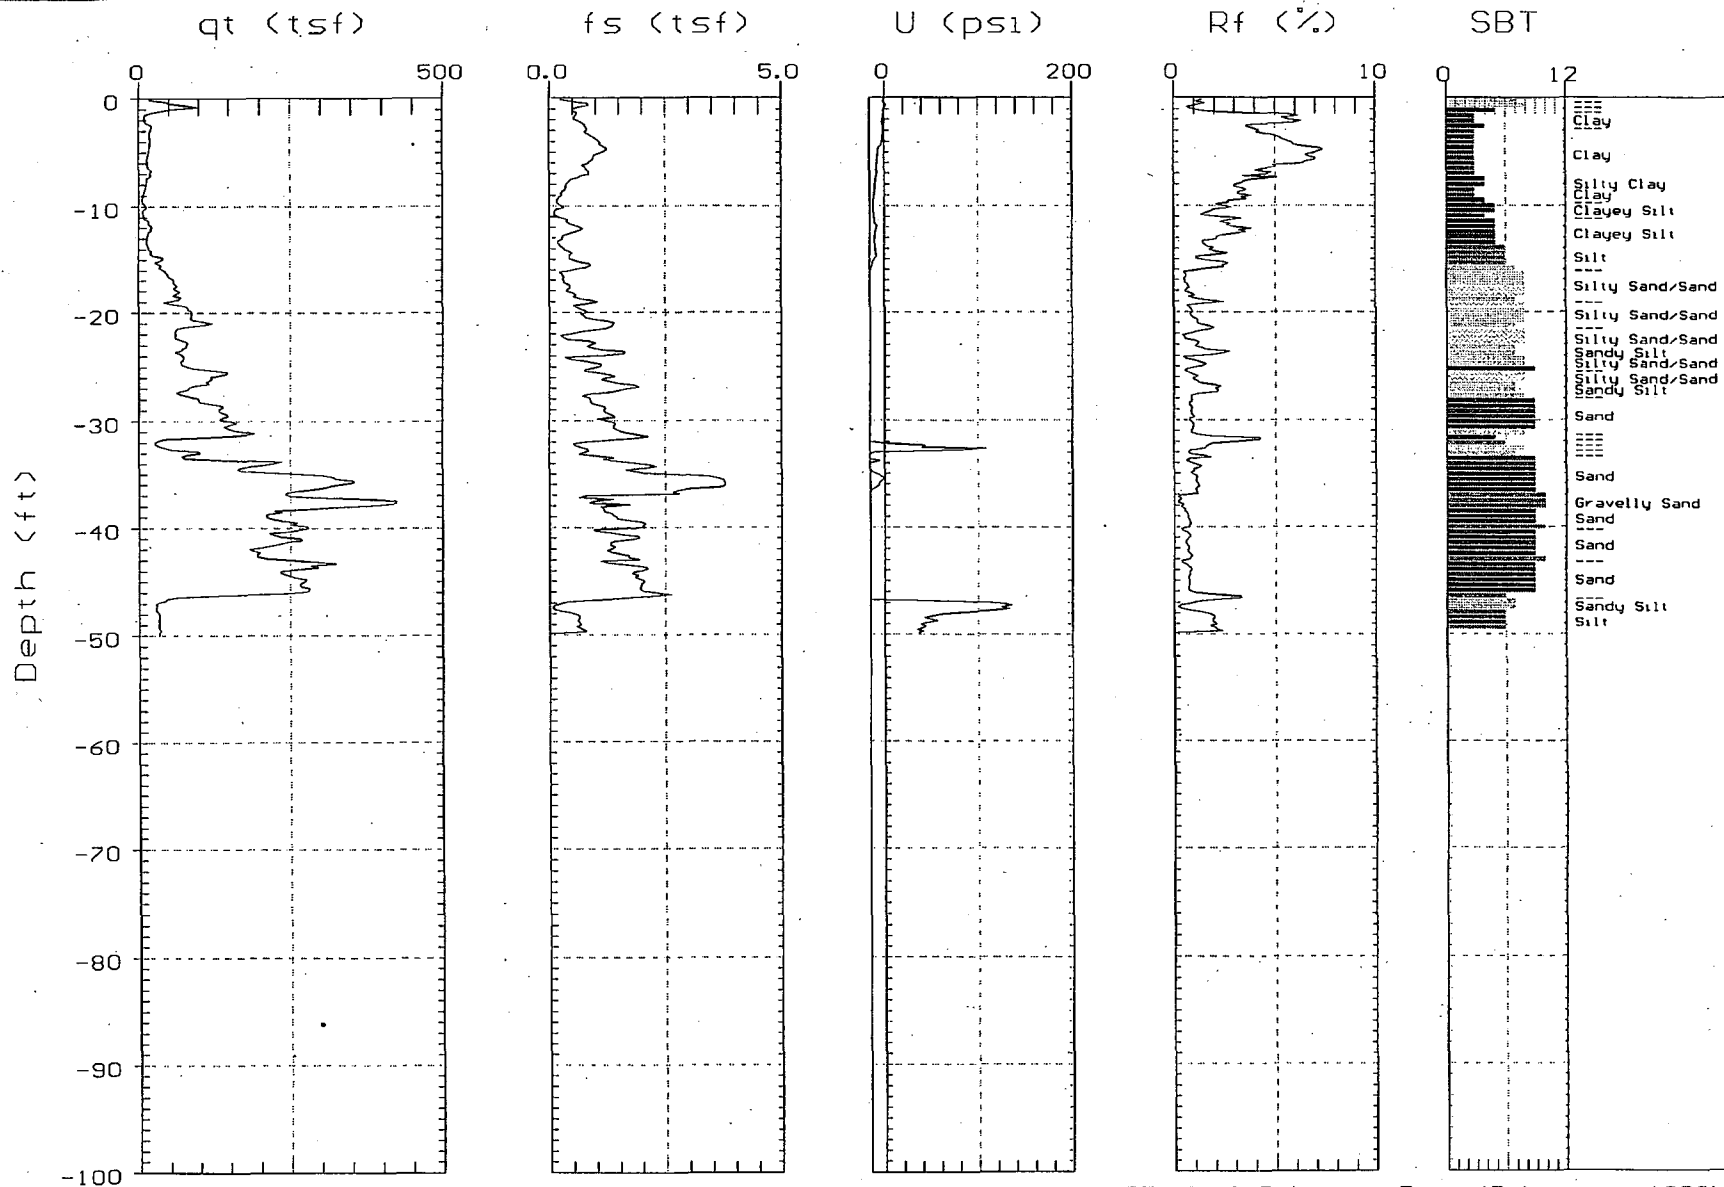 qt (tsf)
fs (tsf)
U (psi)
Rf (%)
SBT
0 500
0.0 5.0
0 200
0 10
0 12
Depth (ft)
0
-10
-20
-30
-40
-50
-60
-70
-80
-90
-100
---
---
Clay
---
Clay
Silty Clay
Clay
---
Clayey Silt
---
Clayey Silt
Silt
---
Silty Sand/Sand
---
Silty Sand/Sand
---
Silty Sand/Sand
Sandy Silt
Silty Sand/Sand
---
Silty Sand/Sand
Sandy Silt
---
Sand
---
---
---
---
Sand
Gravelly Sand
Sand
---
Sand
---
Sand
---
Sandy Silt
Silt